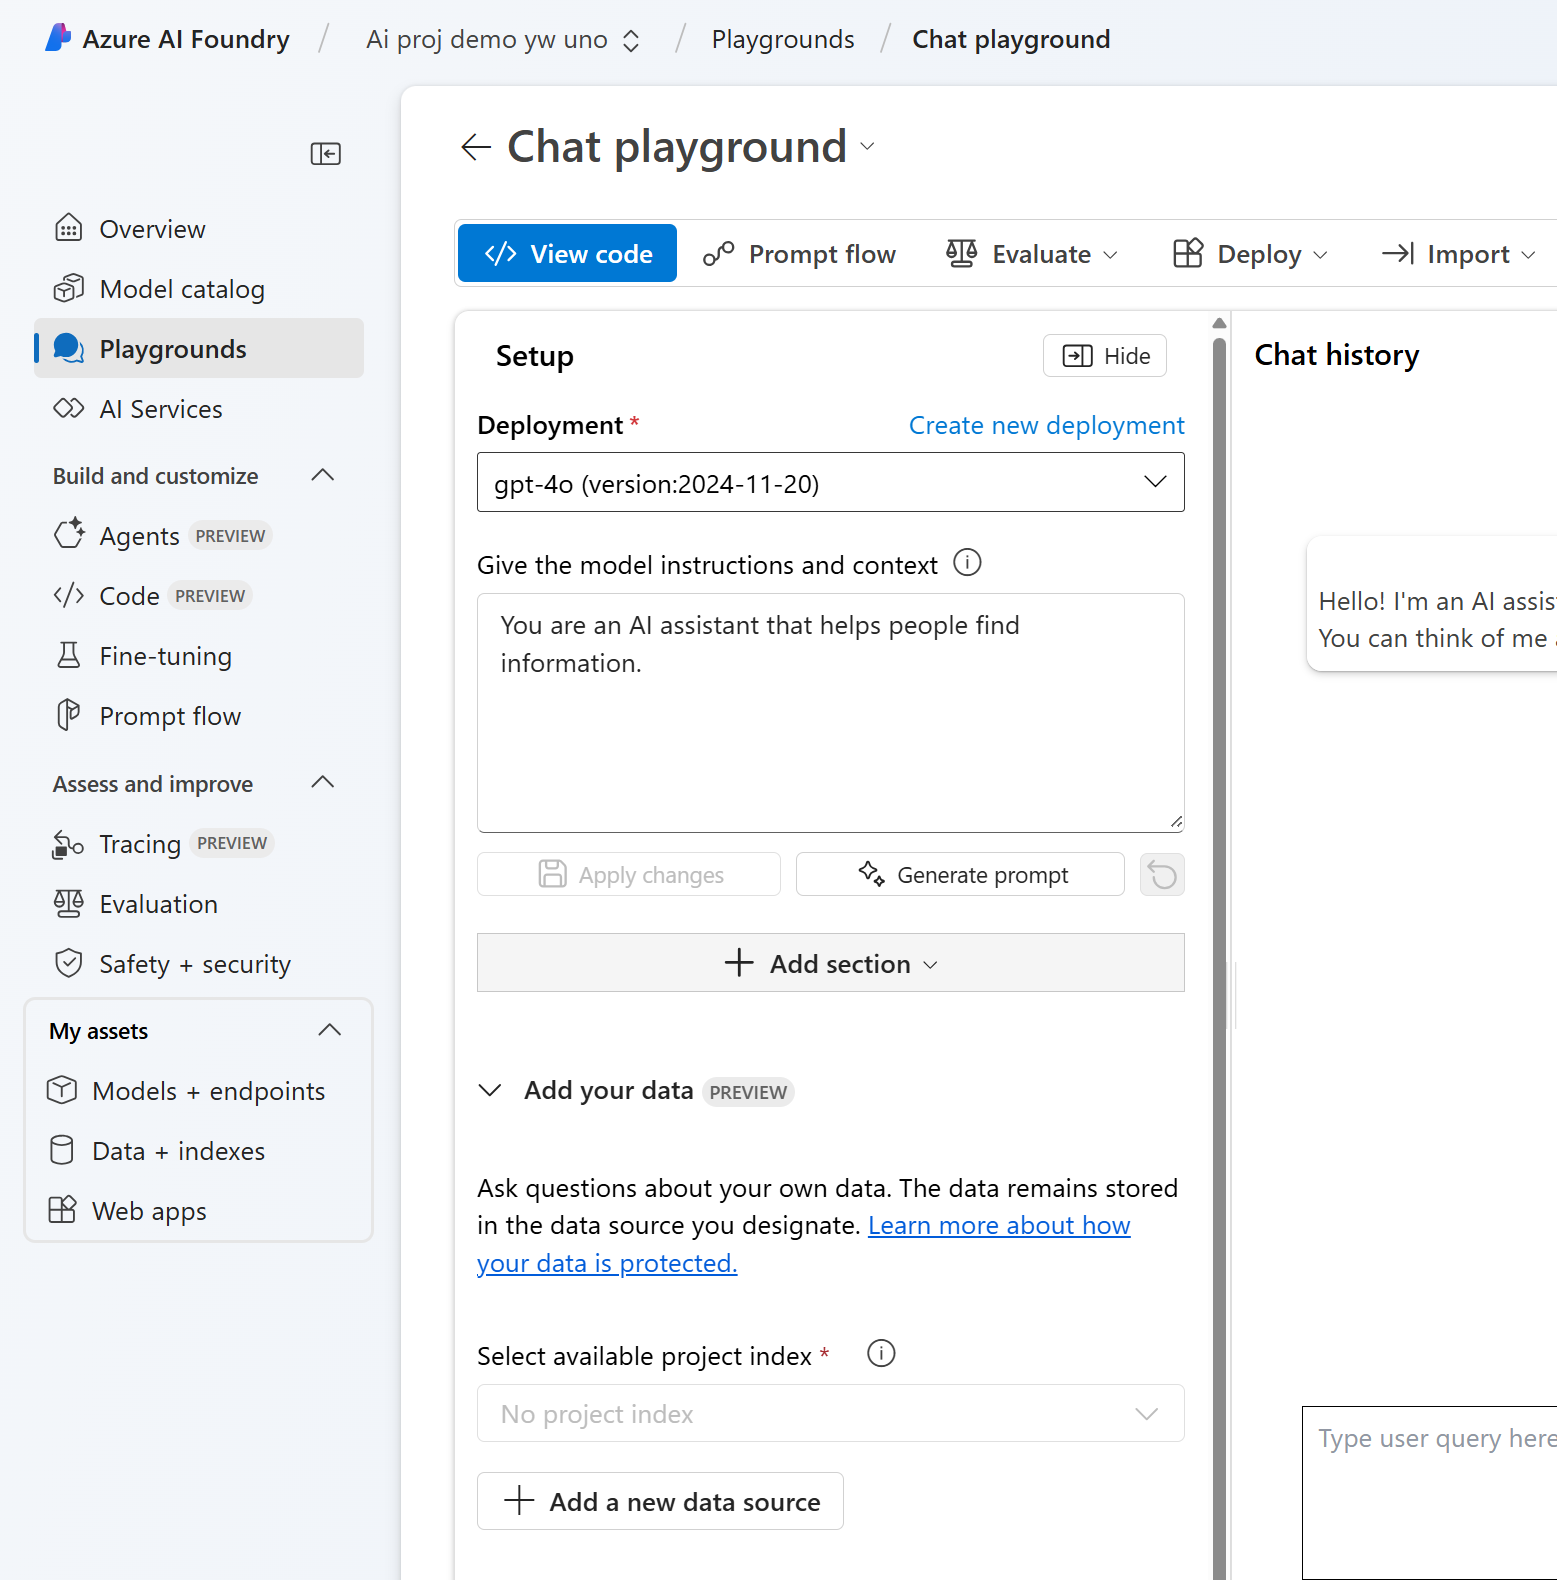 Azure AI Foundry / Ai proj demo yw uno / Playgrounds / Chat playground
Overview
Model catalog
Playgrounds
AI Services
Build and customize
Agents PREVIEW
Code PREVIEW
Fine-tuning
Prompt flow
Assess and improve
Tracing PREVIEW
Evaluation
Safety + security
My assets
Models + endpoints
Data + indexes
Web apps
Chat playground
View code Prompt flow Evaluate Deploy Import
Setup Hide
Deployment * Create new deployment
gpt-4o (version:2024-11-20)
Give the model instructions and context
You are an AI assistant that helps people find
information.
Apply changes Generate prompt
Add section
Add your data PREVIEW
Ask questions about your own data. The data remains stored
in the data source you designate. Learn more about how
your data is protected.
Select available project index *
No project index
Add a new data source
Chat history
Hello! I'm an AI
You can think of me
Type user query here